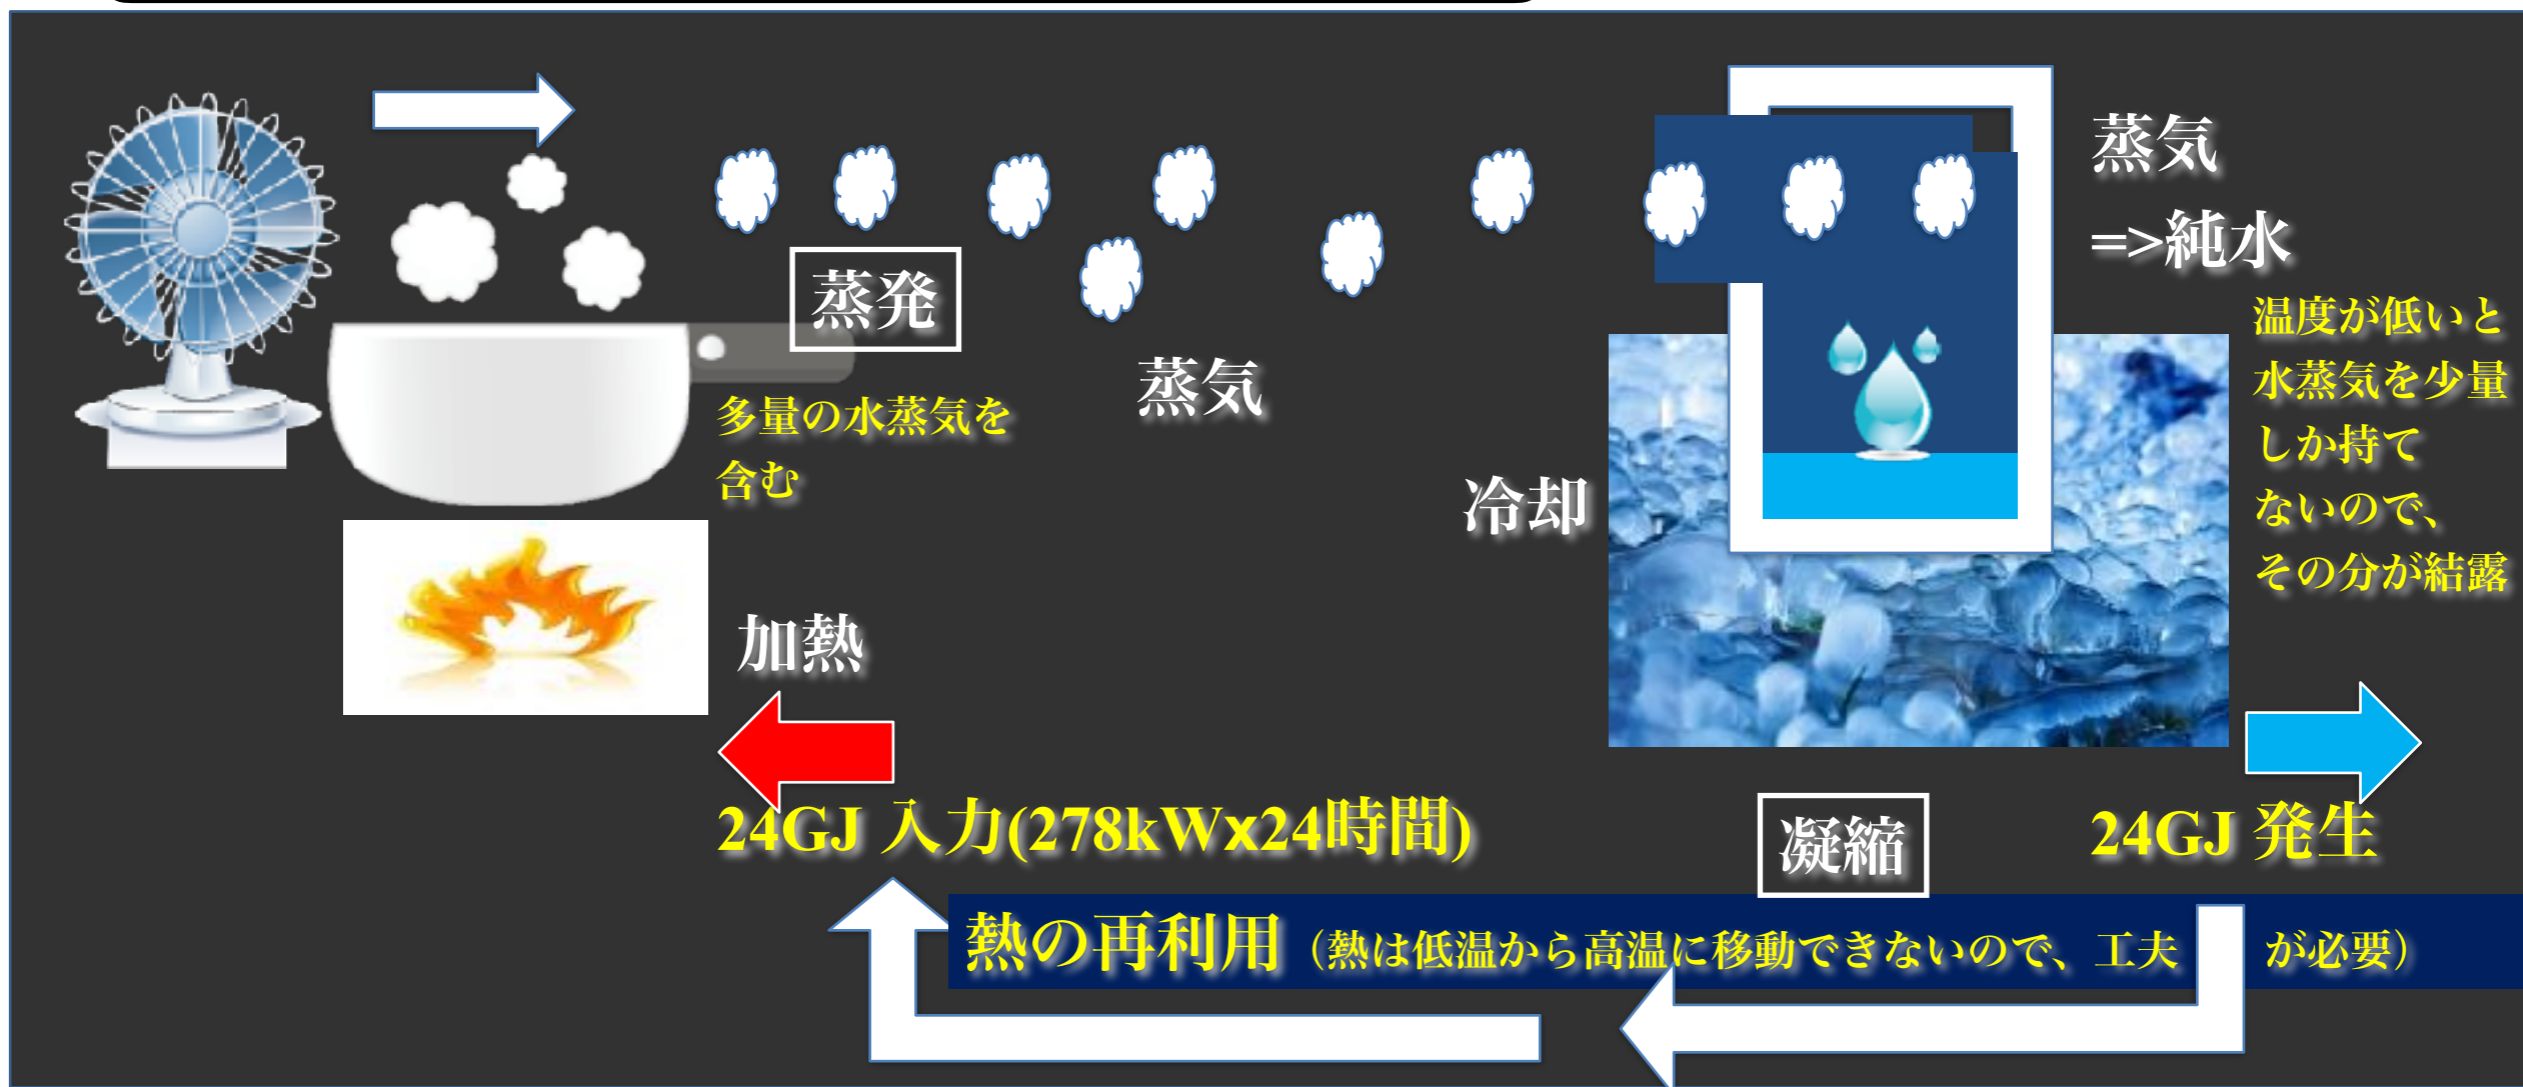 蒸発
多量の水蒸気を
含む
蒸気
加熱
24GJ 入力(278kWx24時間)
冷却
蒸気
=>純水
温度が低いと
水蒸気を少量
しか持て
ないので、
その分が結露
凝縮
24GJ 発生
熱の再利用（熱は低温から高温に移動できないので、工夫が必要）